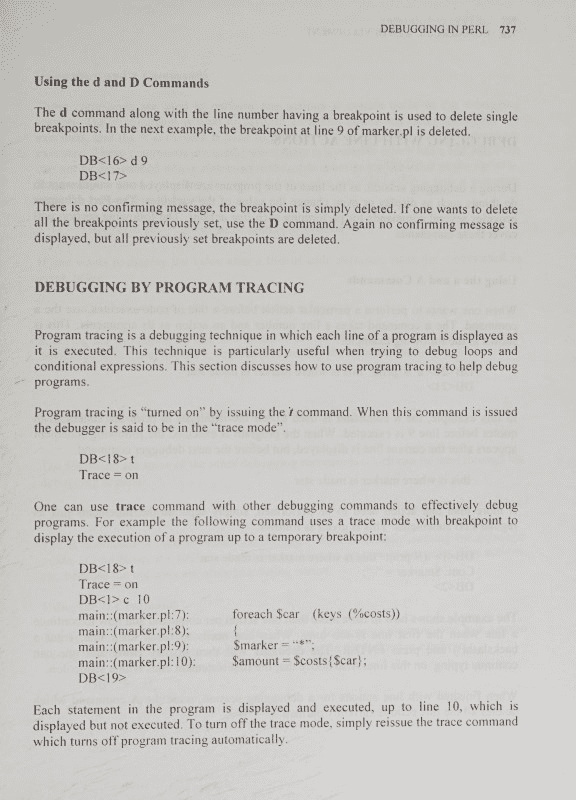 DEBUGGING IN PERL 737
Using the d and D Commands
The d command along with the line number having a breakpoint is used to delete single
breakpoints. In the next example, the breakpoint at line 9 of marker.pl is deleted.
DB<16> d 9
DB<17>
There is no confirming message, the breakpoint is simply deleted. If one wants to delete
all the breakpoints previously set, use the D command. Again no confirming message is
displayed, but all previously set breakpoints are deleted.
DEBUGGING BY PROGRAM TRACING
Program tracing is a debugging technique in which each line of a program is displayed as
it is executed. This technique is particularly useful when trying to debug loops and
conditional expressions. This section discusses how to use program tracing to help debug
programs.
Program tracing is “turned on” by issuing the t command. When this command is issued
the debugger is said to be in the “trace mode”.
DB<18> t
Trace = on
One can use trace command with other debugging commands to effectively debug
programs. For example the following command uses a trace mode with breakpoint to
display the execution of a program up to a temporary breakpoint:
DB<18> t
Trace = on
DB<1> c 10
main::(marker.pl:7): foreach $car (keys (%costs))
main::(marker.pl:8): {
main::(marker.pl:9): $marker = “*”;
main::(marker.pl:10): $amount = $costs{$car};
DB<19>
Each statement in the program is displayed and executed, up to line 10, which is
displayed but not executed. To turn off the trace mode, simply reissue the trace command
which turns off program tracing automatically.